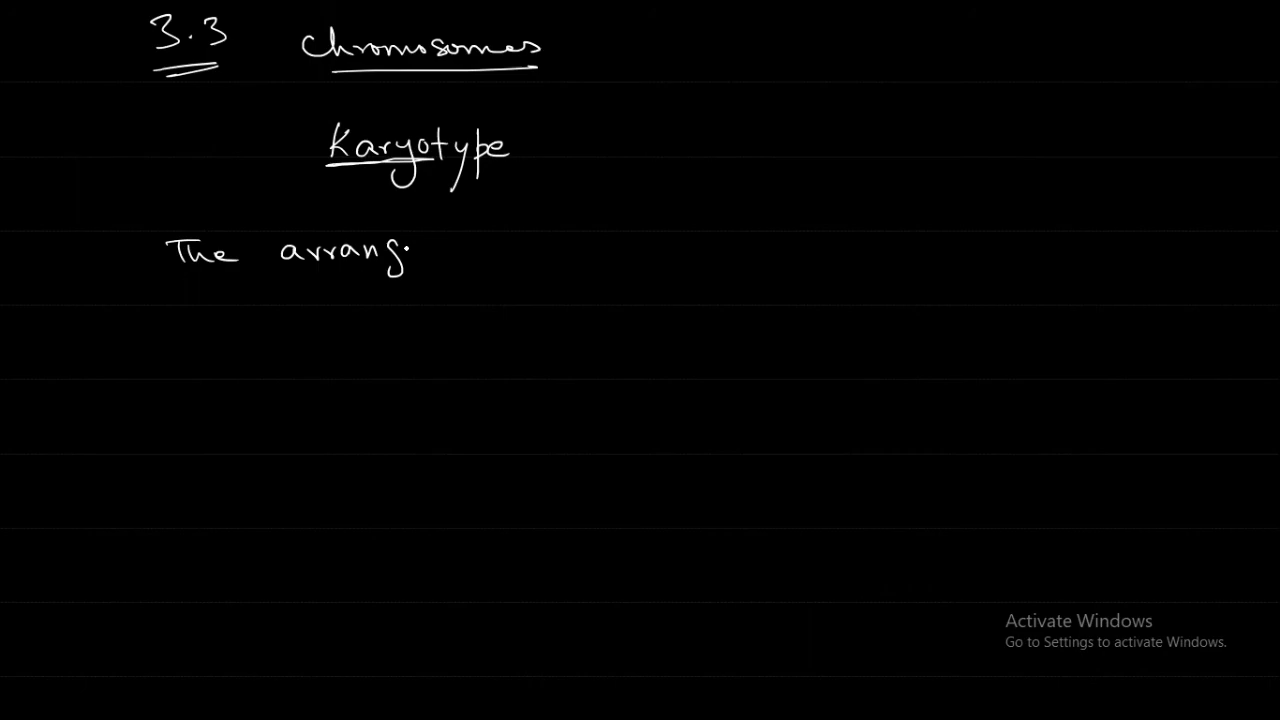 3.3 Chromosomes
Karyotype
The arrang
Activate Windows
Go to Settings to activate Windows.